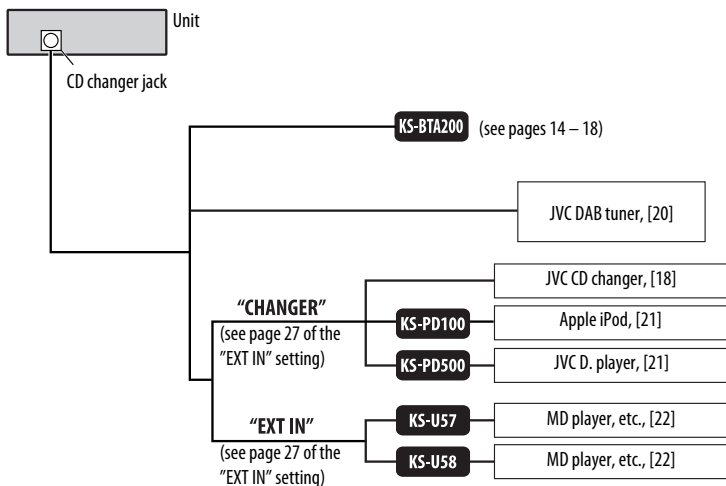 Unit
CD changer jack
KS-BTA200 (see pages 14 – 18)
JVC DAB tuner, [20]
JVC CD changer, [18]
"CHANGER"
(see page 27 of the
"EXT IN" setting)
KS-PD100
Apple iPod, [21]
KS-PD500
JVC D. player, [21]
"EXT IN"
(see page 27 of the
"EXT IN" setting)
KS-U57
MD player, etc., [22]
KS-U58
MD player, etc., [22]